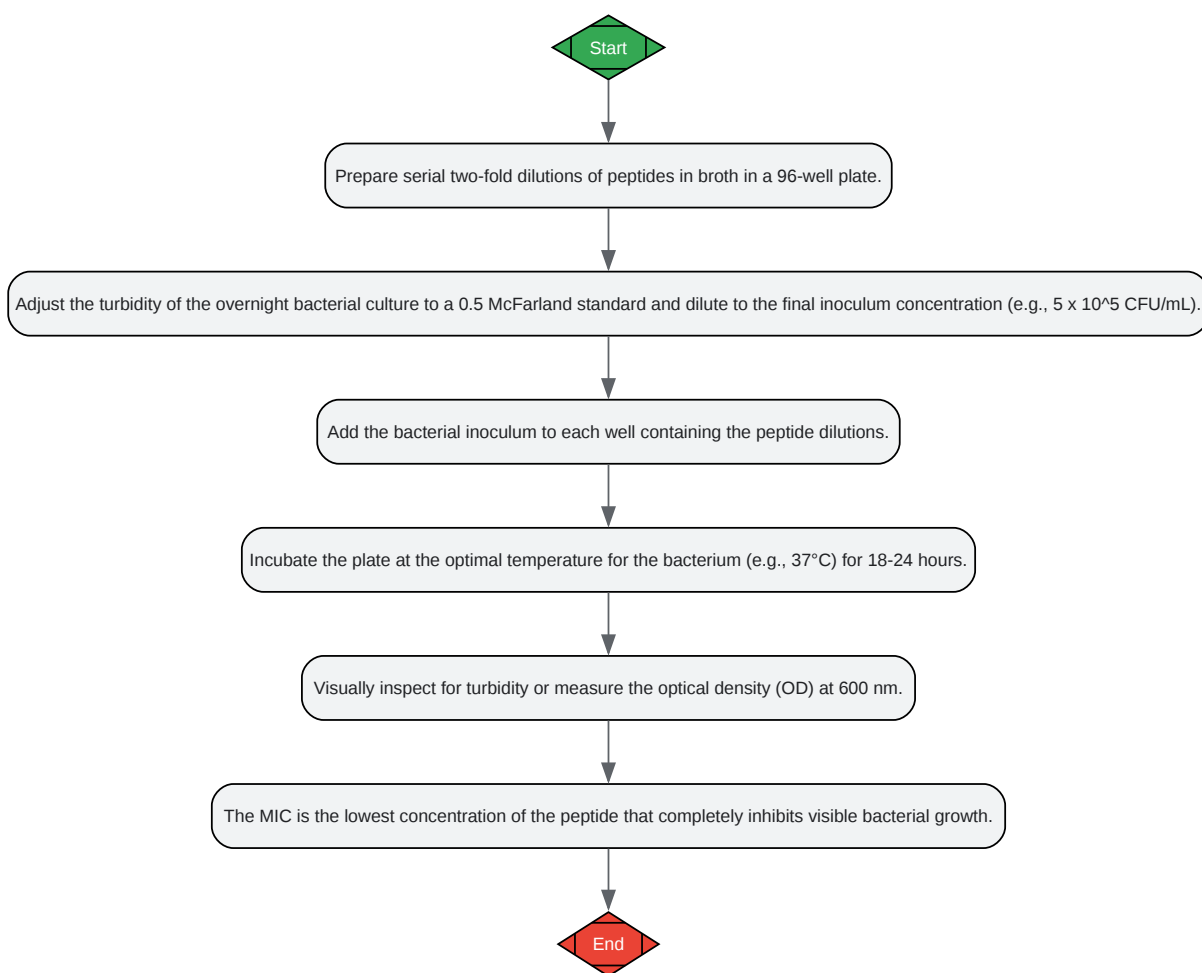 Start
Prepare serial two-fold dilutions of peptides in broth in a 96-well plate.
Adjust the turbidity of the overnight bacterial culture to a 0.5 McFarland standard and dilute to the final inoculum concentration (e.g., 5 x 10^5 CFU/mL).
Add the bacterial inoculum to each well containing the peptide dilutions.
Incubate the plate at the optimal temperature for the bacterium (e.g., 37°C) for 18-24 hours.
Visually inspect for turbidity or measure the optical density (OD) at 600 nm.
The MIC is the lowest concentration of the peptide that completely inhibits visible bacterial growth.
End